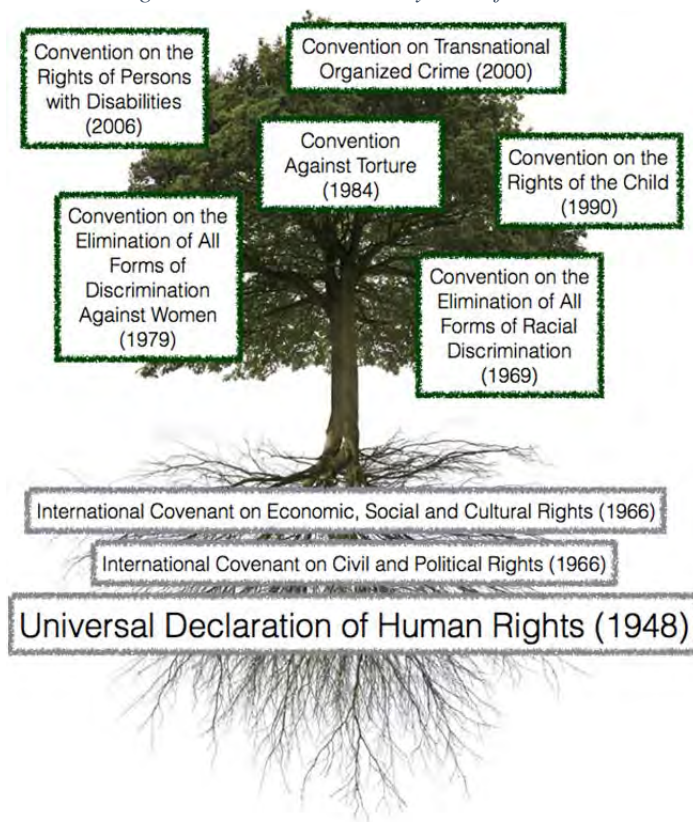 Convention on the
Rights of Persons
with Disabilities
(2006)
Convention on Transnational
Organized Crime (2000)
Convention
Against Torture
(1984)
Convention on the
Rights of the Child
(1990)
Convention on the
Elimination of All
Forms of
Discrimination
Against Women
(1979)
Convention on the
Elimination of All
Forms of Racial
Discrimination
(1969)
International Covenant on Economic, Social and Cultural Rights (1966)
International Covenant on Civil and Political Rights (1966)
Universal Declaration of Human Rights (1948)